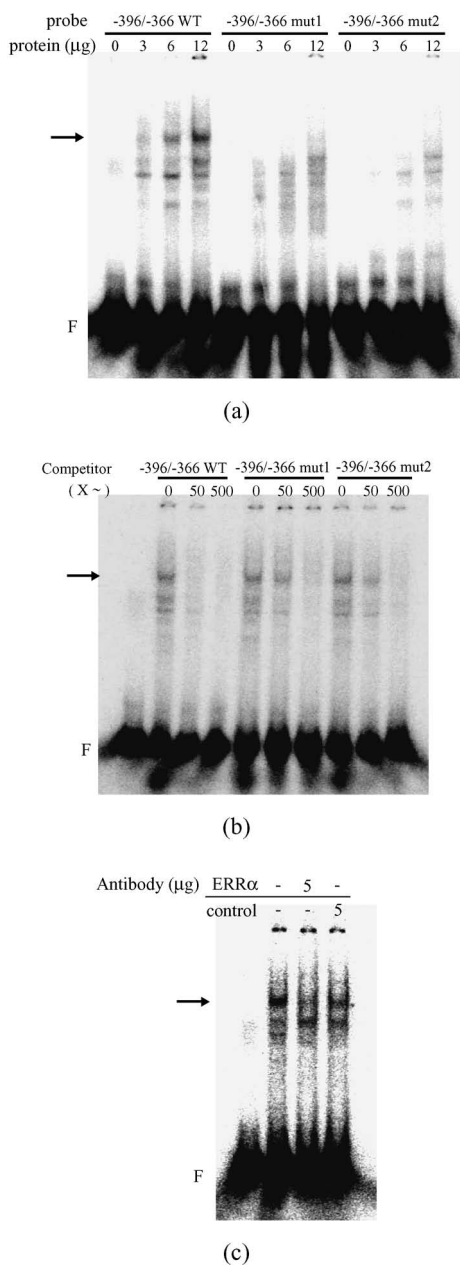 probe -396/-366 WT -396/-366 mut1 -396/-366 mut2
protein (μg) 0 3 6 12 0 3 6 12 0 3 6 12
F
(a)
Competitor -396/-366 WT -396/-366 mut1 -396/-366 mut2
( X ~ ) 0 50 500 0 50 500 0 50 500
F
(b)
Antibody (μg) ERRα - 5 -
control - - 5
F
(c)